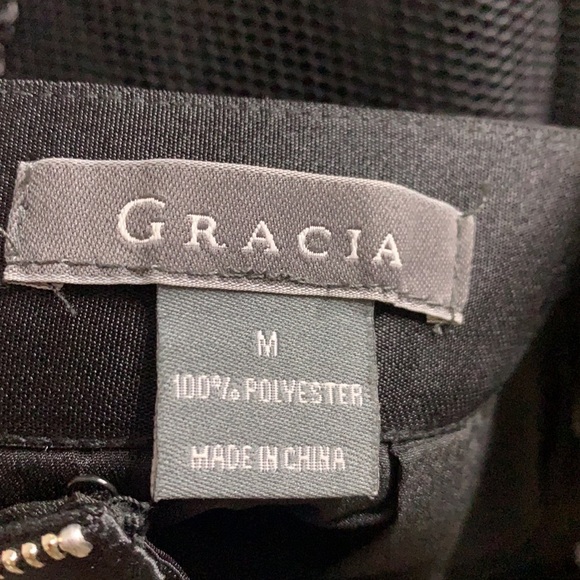 GRACIA
M
100% POLYESTER
MADE IN CHINA